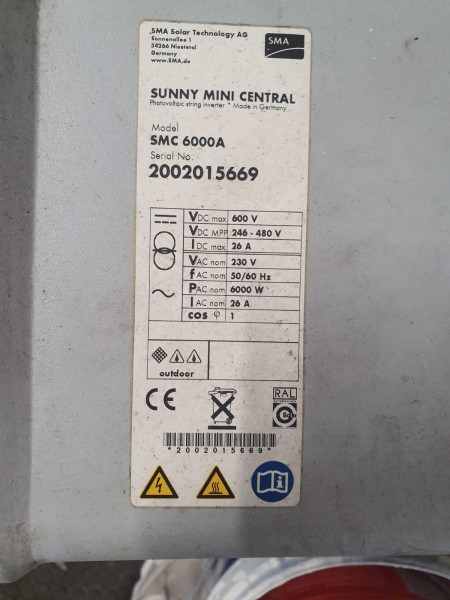 SMA Solar Technology AG
Sonnenallee 1
34266 Niestetal
Germany
www.SMA.de
SMA
SUNNY MINI CENTRAL
Photovoltaic string inverter * Made in Germany
Model
SMC 6000A
Serial No.
2002015669
VDC max 600 V
VDC MPP 246 - 480 V
IDC max 26 A
VAC nom 230 V
fAC nom 50/60 Hz
PAC nom 6000 W
IAC nom 26 A
cos φ 1
outdoor
CE
RAL
*2002015669*